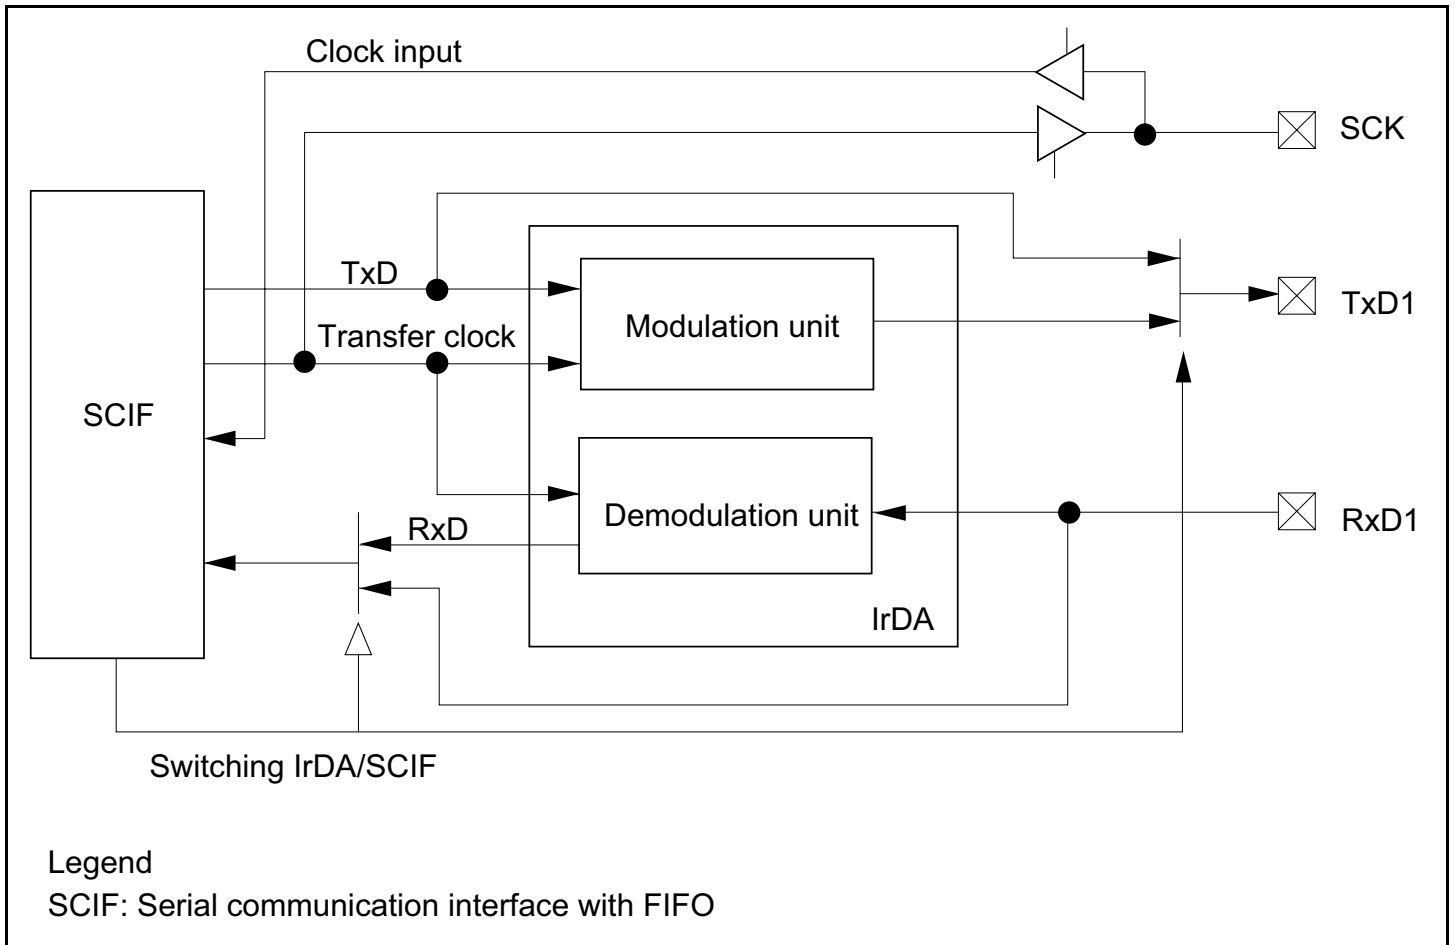 Clock input
SCK
TxD
TxD1
Transfer clock
Modulation unit
SCIF
RxD
Demodulation unit
RxD1
IrDA
Switching IrDA/SCIF
Legend
SCIF: Serial communication interface with FIFO